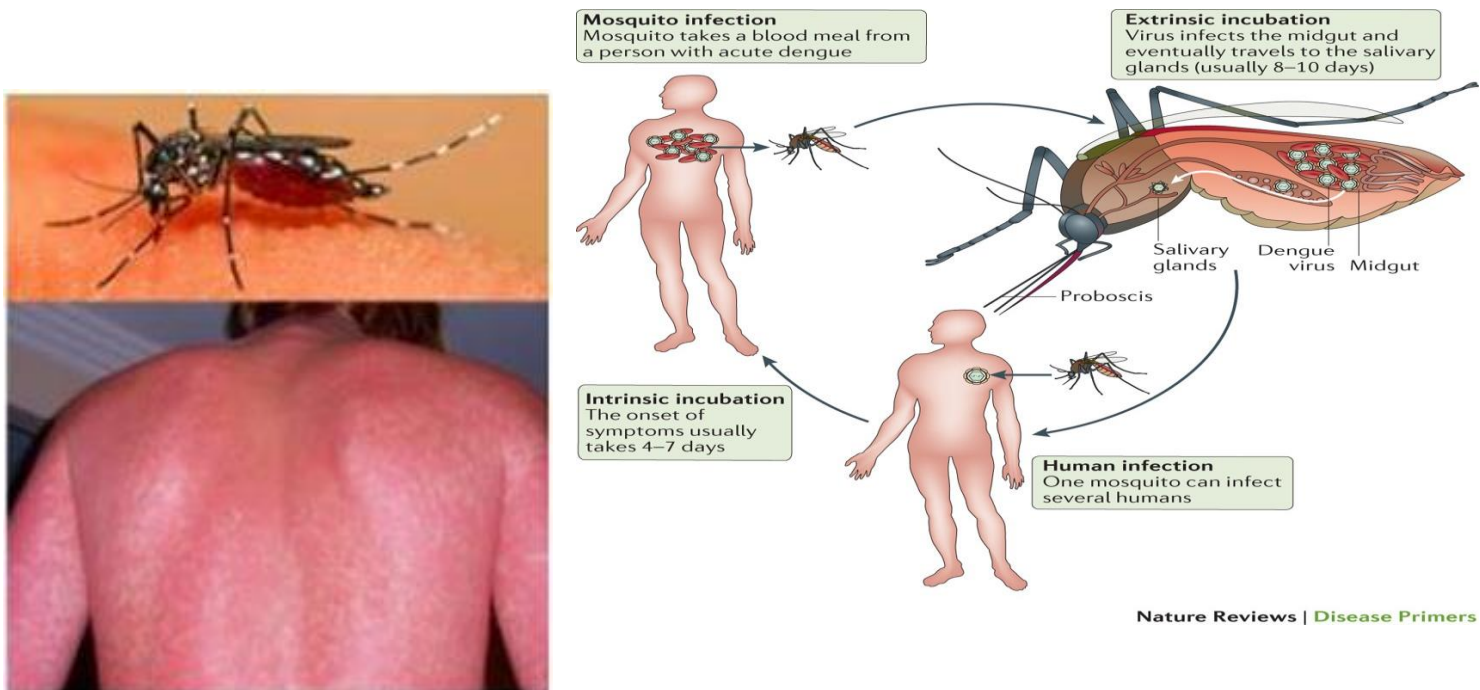 Mosquito infection
Mosquito takes a blood meal from
a person with acute dengue
Extrinsic incubation
Virus infects the midgut and
eventually travels to the salivary
glands (usually 8–10 days)
Salivary
glands
Dengue
virus
Midgut
Proboscis
Intrinsic incubation
The onset of
symptoms usually
takes 4–7 days
Human infection
One mosquito can infect
several humans
Nature Reviews | Disease Primers